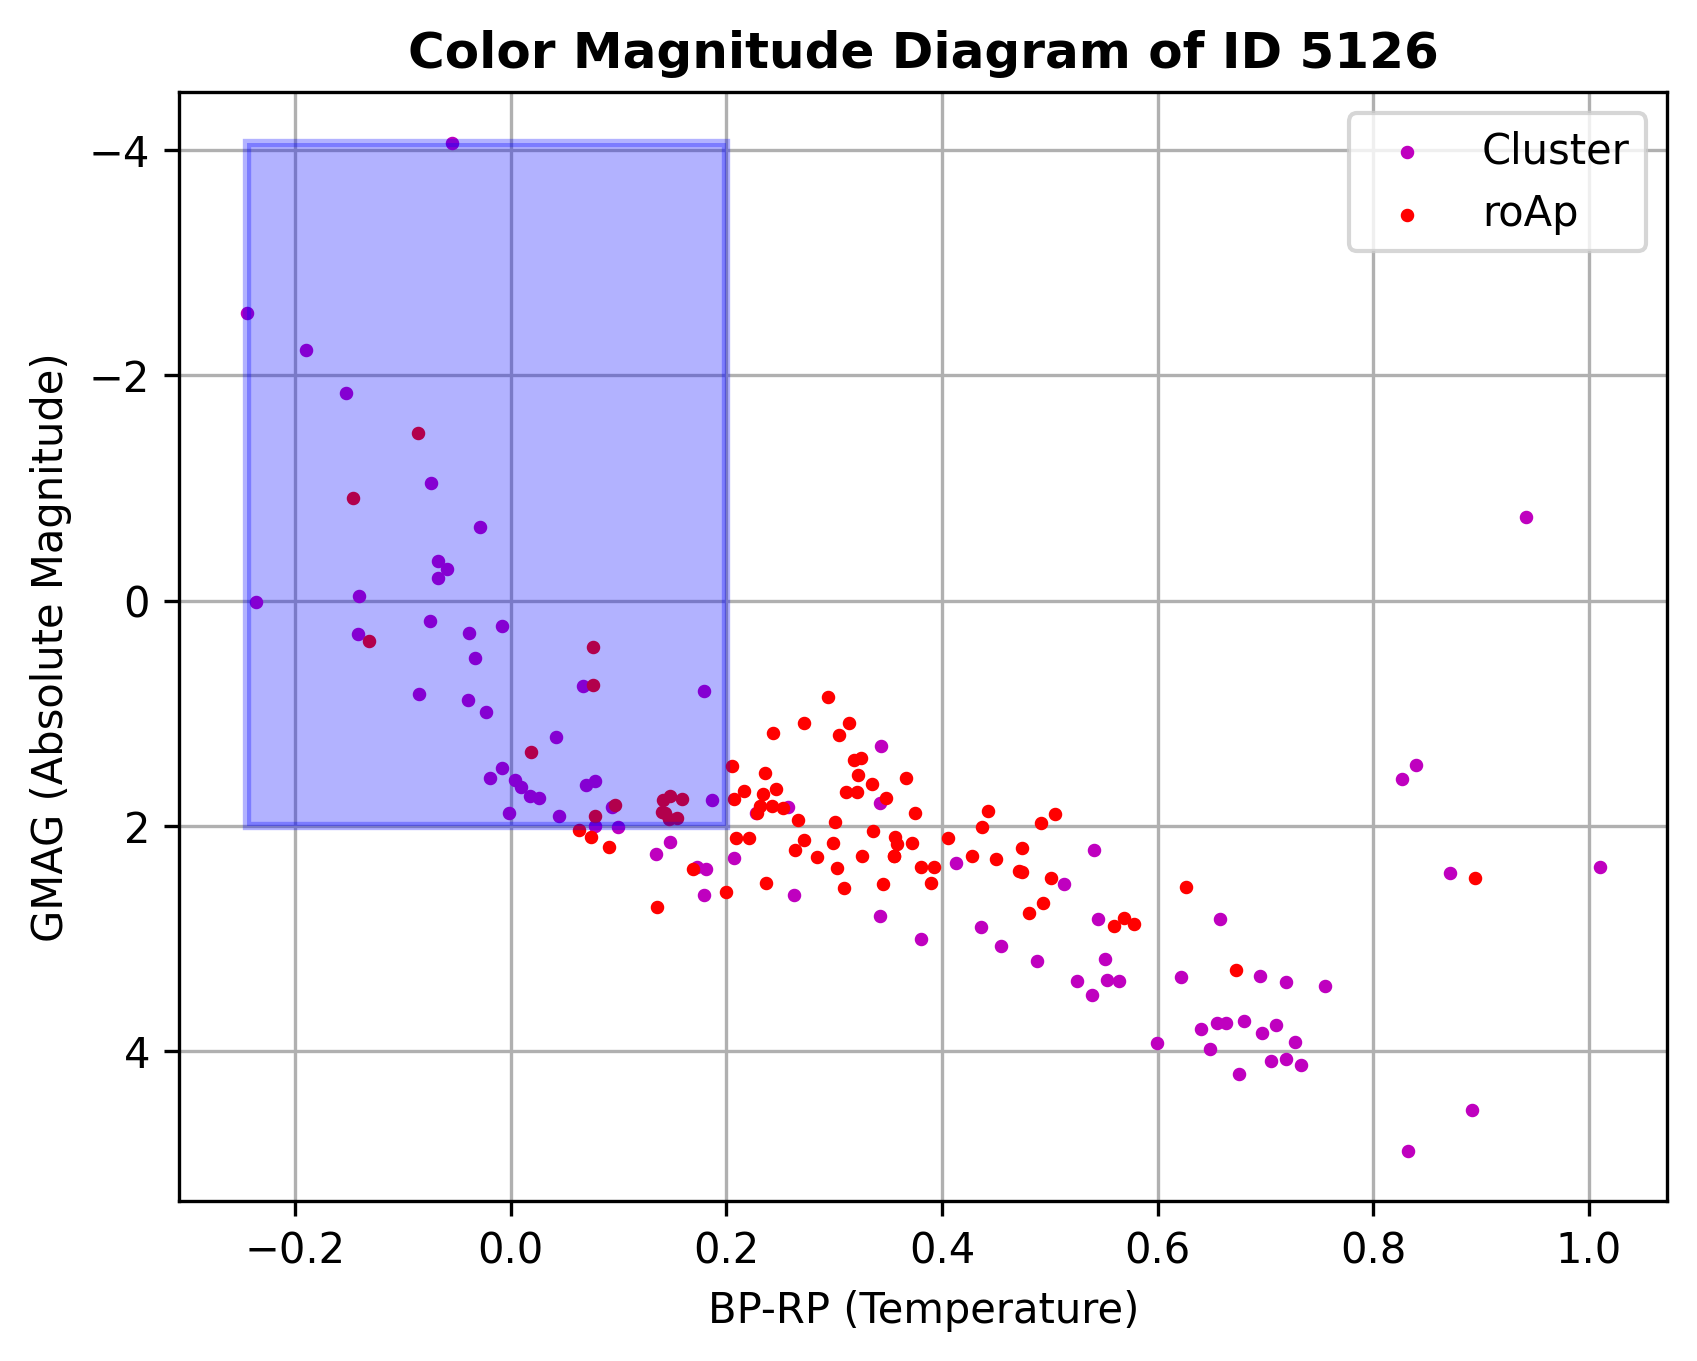 Color Magnitude Diagram of ID 5126
Cluster
roAp
GMAG (Absolute Magnitude)
−4
−2
0
2
4
−0.2 0.0 0.2 0.4 0.6 0.8 1.0
BP-RP (Temperature)